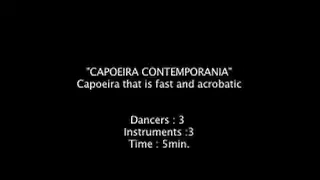 "CAPOEIRA CONTEMPORANIA"
Capoeira that is fast and acrobatic
Dancers : 3
Instruments :3
Time : 5min.